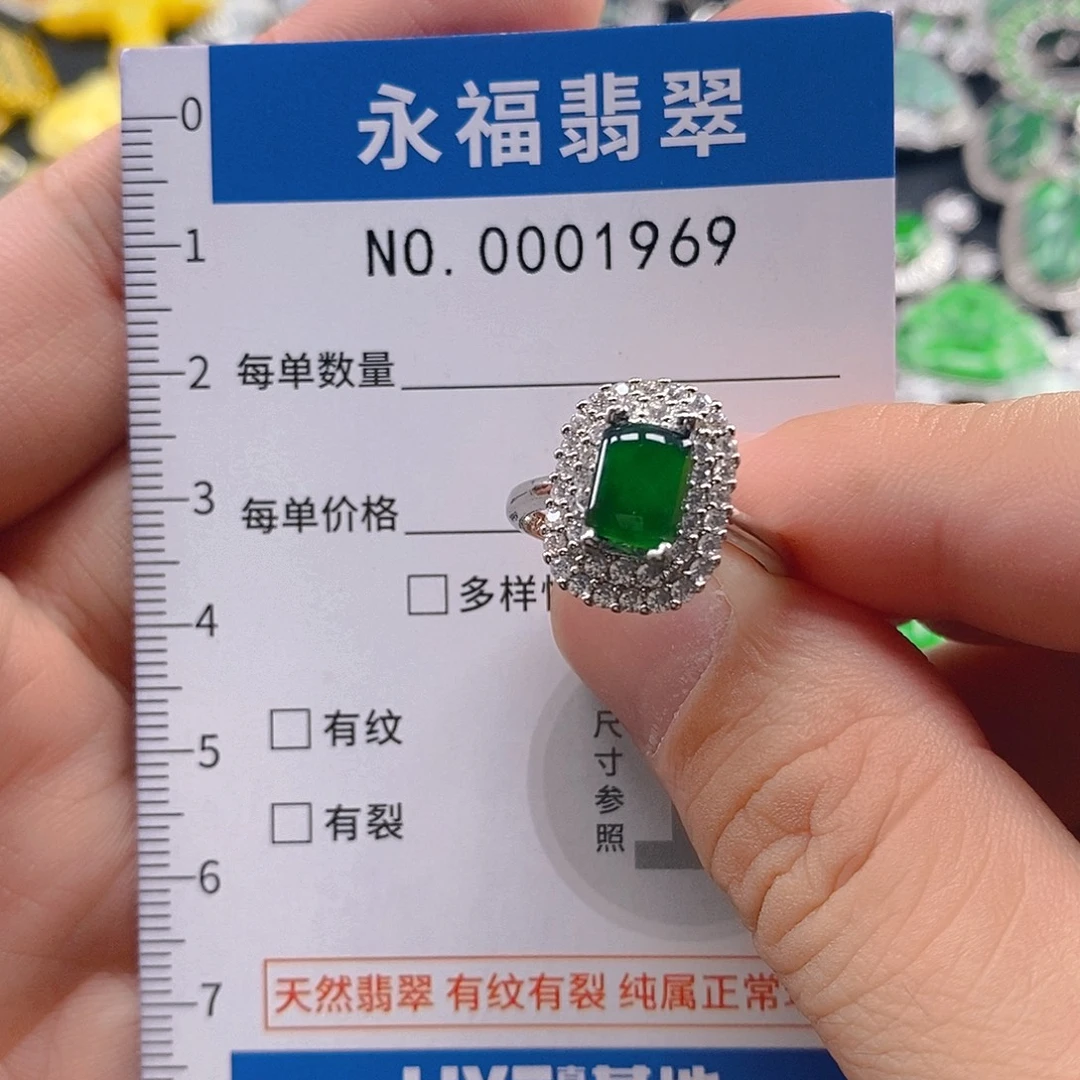 永福翡翠
NO. 0001969
0
1
2
3
4
5
6
7
每单数量
每单价格
多样
有纹
有裂
尺寸参照
天然翡翠 有纹有裂 纯属正常